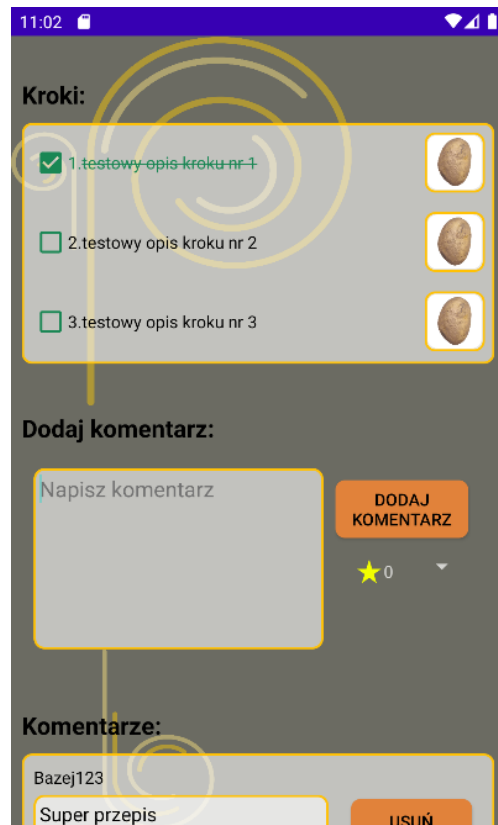 11:02
Kroki:
1.testowy opis kroku nr 1
2.testowy opis kroku nr 2
3.testowy opis kroku nr 3
Dodaj komentarz:
Napisz komentarz
DODAJ
KOMENTARZ
0
Komentarze:
Bazej123
Super przepis
USUŃ